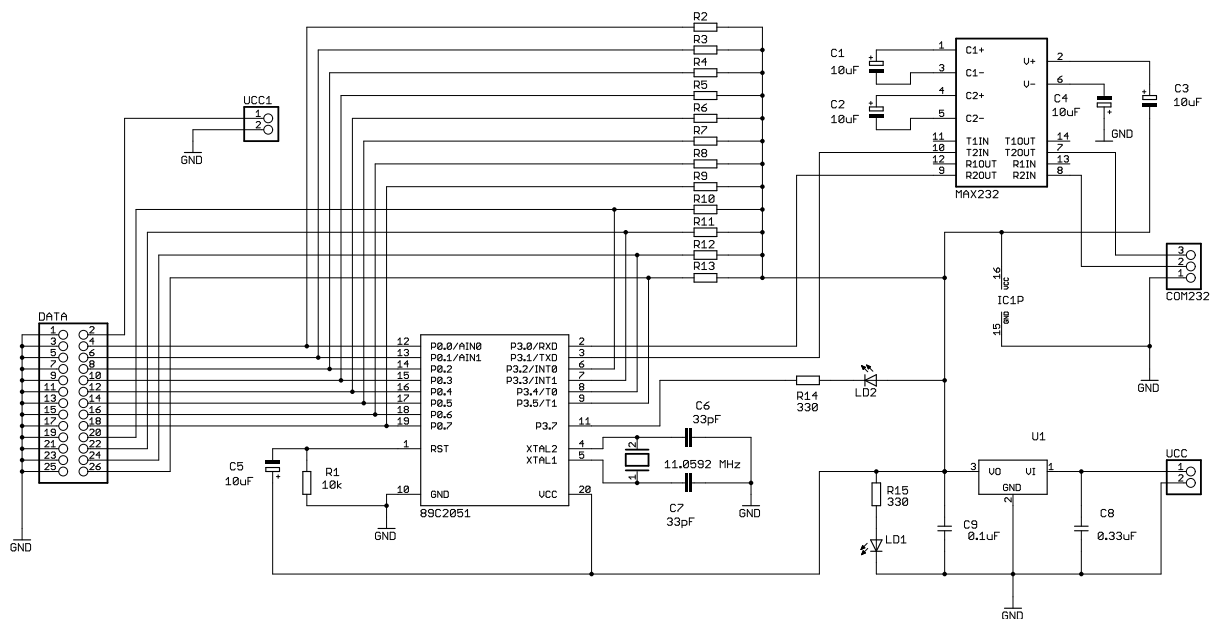 R2
R3
R4
R5
R6
R7
R8
R9
R10
R11
R12
R13
UCC1
1
2
GND
C1
10uF
C2
10uF
1 C1+
3 C1-
4 C2+
5 C2-
11 T1IN
10 T2IN
12 R1OUT
9 R2OUT
V+ 2
V- 6
T1OUT 14
T2OUT 7
R1IN 13
R2IN 8
MAX232
C4
10uF
GND
C3
10uF
3
2
1
COM232
16 VCC
IC1P
15 GND
GND
DATA
1 2
3 4
5 6
7 8
9 10
11 12
13 14
15 16
17 18
19 20
21 22
23 24
25 26
GND
12 P0.0/AIN0
13 P0.1/AIN1
14 P0.2
15 P0.3
16 P0.4
17 P0.5
18 P0.6
19 P0.7
1 RST
10 GND
P3.0/RXD 2
P3.1/TXD 3
P3.2/INT0 6
P3.3/INT1 7
P3.4/T0 8
P3.5/T1 9
P3.7 11
XTAL2 4
XTAL1 5
VCC 20
89C2051
C5
10uF
+
R1
10k
GND
R14
330
LD2
C6
33pF
2
1
11.0592 MHz
C7
33pF
GND
R15
330
LD1
C9
0.1uF
U1
3 VO
VI 1
GND
2
C8
0.33uF
UCC
1
2
GND